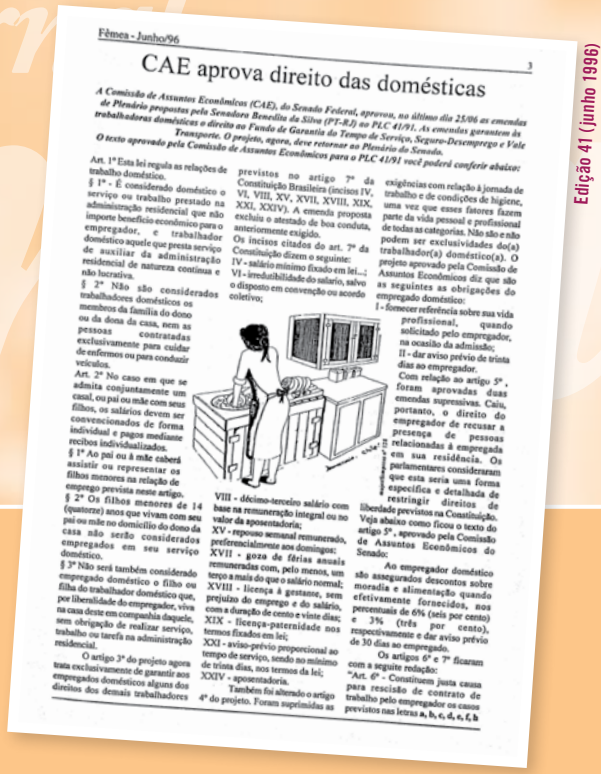 Fêmea - Junho/96
3
CAE aprova direito das domésticas
A Comissão de Assuntos Econômicos (CAE), do Senado Federal, aprovou, no último dia 25/06 as emendas
de Plenário propostas pela Senadora Benedita da Silva (PT-RJ) ao PLC 41/91. As emendas garantem às
trabalhadoras domésticas o direito ao Fundo de Garantia do Tempo de Serviço, Seguro-Desemprego e Vale
Transporte. O projeto, agora, deve retornar ao Plenário do Senado.
O texto aprovado pela Comissão de Assuntos Econômicos para o PLC 41/91 você poderá conferir abaixo:
Art. 1º Esta lei regula as relações de
trabalho doméstico.
§ 1º - É considerado doméstico o
serviço ou trabalho prestado na
administração residencial que não
importe benefício econômico para o
empregador, e trabalhador
doméstico aquele que presta serviço
de auxiliar da administração
residencial de natureza contínua e
não lucrativa.
§ 2º Não são considerados
trabalhadores domésticos os
membros da família do dono
ou da dona da casa, nem as
pessoas contratadas
exclusivamente para cuidar
de enfermos ou para conduzir
veículos.
Art. 2º No caso em que se
admita conjuntamente um
casal, ou pai ou mãe com seus
filhos, os salários devem ser
convencionados de forma
individual e pagos mediante
recibos individualizados.
§ 1º Ao pai ou à mãe caberá
assistir ou representar os
filhos menores na relação de
emprego prevista neste artigo.
§ 2º Os filhos menores de 14
(quatorze) anos que vivam com seu
pai ou mãe no domicílio do dono da
casa não serão considerados
empregados em seu serviço
doméstico.
§ 3º Não será também considerado
empregado doméstico o filho ou
filha do trabalhador doméstico que,
por liberalidade do empregador, viva
na casa deste em companhia daquele,
sem obrigação de realizar serviço,
trabalho ou tarefa na administração
residencial.
O artigo 3º do projeto agora
trata exclusivamente de garantir aos
empregados domésticos alguns dos
direitos dos demais trabalhadores
previstos no artigo 7º da
Constituição Brasileira (incisos IV,
VI, VIII, XV, XVII, XVIII, XIX,
XXI, XXIV). A emenda proposta
excluiu o atestado de boa conduta,
anteriormente exigido.
Os incisos citados do art. 7º da
Constituição dizem o seguinte:
IV - salário mínimo fixado em lei...;
VI - irredutibilidade do salario, salvo
o disposto em convenção ou acordo
coletivo;
VIII - décimo-terceiro salário com
base na remuneração integral ou no
valor da aposentadoria;
XV - repouso semanal remunerado,
preferencialmente aos domingos;
XVII - gozo de férias anuais
remuneradas com, pelo menos, um
terço a mais do que o salário normal;
XVIII - licença à gestante, sem
prejuízo do emprego e do salário,
com a duração de cento e vinte dias;
XIX - licença-paternidade nos
termos fixados em lei;
XXI - aviso-prévio proporcional ao
tempo de serviço, sendo no mínimo
de trinta dias, nos termos da lei;
XXIV - aposentadoria.
Também foi alterado o artigo
4º do projeto. Foram suprimidas as
exigências com relação à jornada de
trabalho e de condições de higiene,
uma vez que esses fatores fazem
parte da vida pessoal e profissional
de todas as categorias. Não são e não
podem ser exclusividades do(a)
trabalhador(a) doméstico(a). O
projeto aprovado pela Comissão de
Assuntos Econômicos diz que são
as seguintes as obrigações do
empregado doméstico:
I - fornecer referência sobre sua vida
profissional, quando
solicitado pelo empregador,
na ocasião da admissão;
II - dar aviso prévio de trinta
dias ao empregador.
Com relação ao artigo 5º,
foram aprovadas duas
emendas supressivas. Caiu,
portanto, o direito do
empregador de recusar a
presença de pessoas
relacionadas à empregada
em sua residência. Os
parlamentares consideraram
que esta seria uma forma
específica e detalhada de
restringir direitos de
liberdade previstos na Constituição.
Veja abaixo como ficou o texto do
artigo 5º, aprovado pela Comissão
de Assuntos Econômicos do
Senado:
Ao empregador doméstico
são assegurados descontos sobre
moradia e alimentação quando
efetivamente fornecidos, nos
percentuais de 6% (seis por cento)
e 3% (três por cento),
respectivamente e dar aviso prévio
de 30 dias ao empregado.
Os artigos 6º e 7º ficaram
com a seguite redação:
"Art. 6º - Constituem justa causa
para rescisão de contrato de
trabalho pelo empregador os casos
previstos nas letras a, b, c, d, e, f, h
Edição 41 (junho 1996)